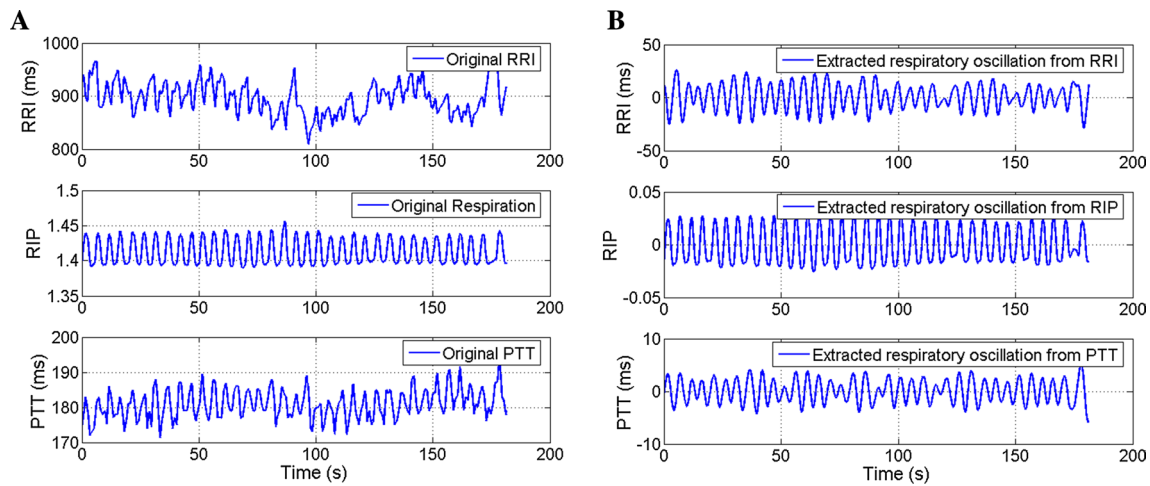 A
1000
900
800
RRI (ms)
Original RRI
0 50 100 150 200
1.5
1.45
1.4
1.35
RIP
Original Respiration
0 50 100 150 200
200
190
180
170
PTT (ms)
Original PTT
0 50 100 150 200
Time (s)
B
50
0
-50
RRI (ms)
Extracted respiratory oscillation from RRI
0 50 100 150 200
0.05
0
-0.05
RIP
Extracted respiratory oscillation from RIP
0 50 100 150 200
10
0
-10
PTT (ms)
Extracted respiratory oscillation from PTT
0 50 100 150 200
Time (s)